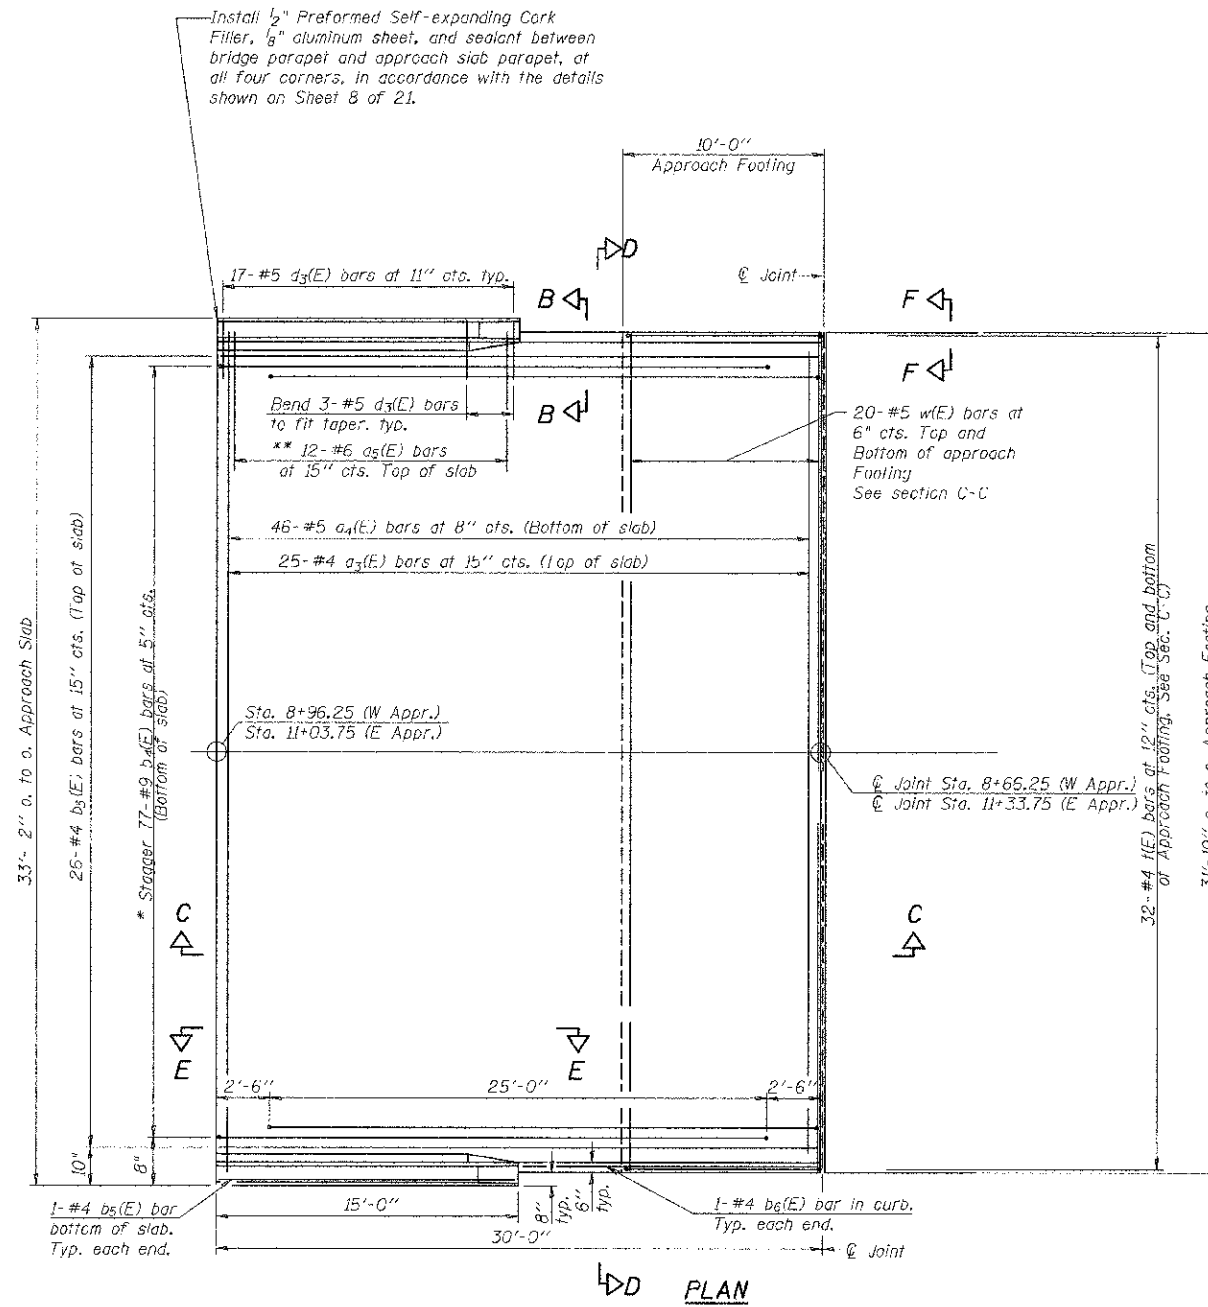 Install 1/2" Preformed Self-expanding Cork
Filler, 1/8" aluminum sheet, and sealant between
bridge parapet and approach slab parapet, at
all four corners, in accordance with the details
shown on Sheet 8 of 21.
10'-0"
Approach Footing
D
℄ Joint
17-#5 d3(E) bars at 11" cts. typ.
B
F
F
Bend 3-#5 d3(E) bars
to fit taper. typ.
B
** 12-#6 a5(E) bars
at 15" cts. Top of slab
20-#5 w(E) bars at
6" cts. Top and
Bottom of approach
Footing
See section C-C
46-#5 a4(E) bars at 8" cts. (Bottom of slab)
25-#4 a3(E) bars at 15" cts. (Top of slab)
33'-2" o. to o. Approach Slab
26-#4 b3(E) bars at 15" cts. (Top of slab)
* Stagger 77-#9 b4(E) bars at 5" cts.
(Bottom of slab)
32-#4 t(E) bars at 12" cts. (Top and bottom
of Approach Footing. See Sec. C-C)
31'-10" o. to o. Approach Footing
Sta. 8+96.25 (W Appr.)
Sta. 11+03.75 (E Appr.)
℄ Joint Sta. 8+66.25 (W Appr.)
℄ Joint Sta. 11+33.75 (E Appr.)
C
C
E
E
2'-6"
25'-0"
2'-6"
10"
8"
1-#4 b5(E) bar
bottom of slab.
Typ. each end.
15'-0"
8"
typ.
6"
typ.
1-#4 b6(E) bar in curb.
Typ. each end.
30'-0"
℄ Joint
D
PLAN